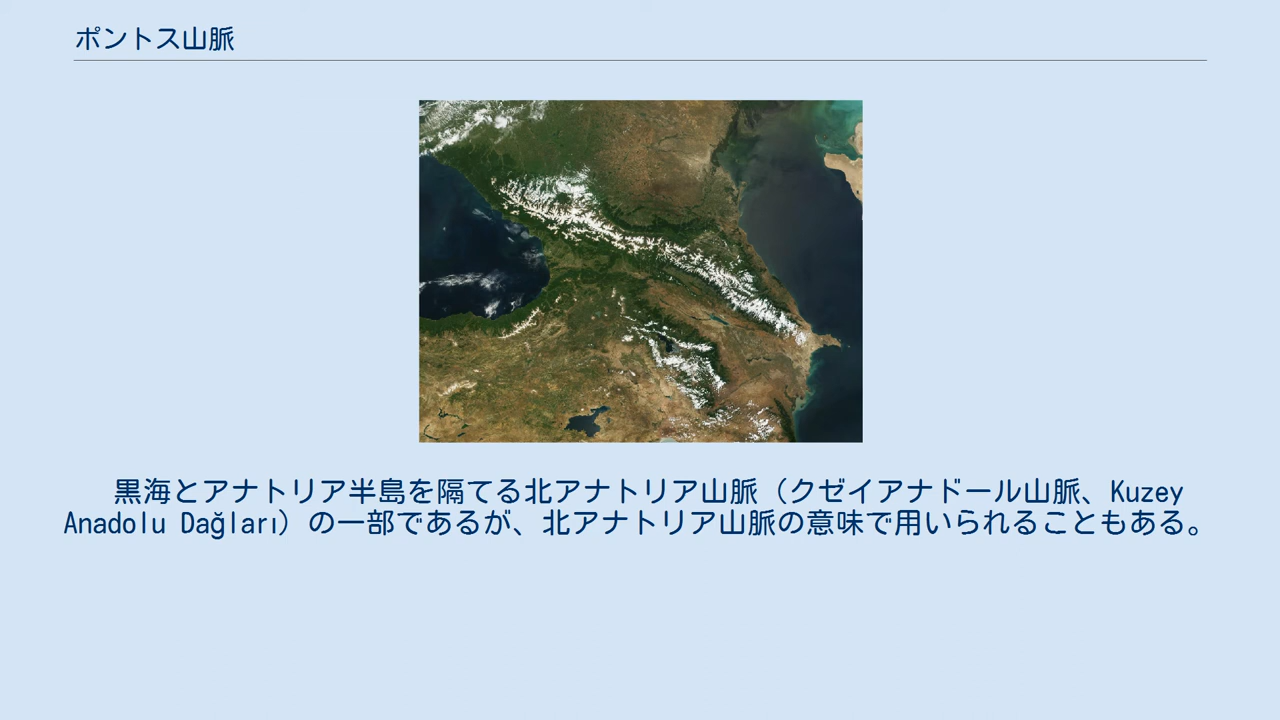 ポントス山脈
黒海とアナトリア半島を隔てる北アナトリア山脈（クゼイアナドール山脈、Kuzey
Anadolu Dağları）の一部であるが、北アナトリア山脈の意味で用いられることもある。